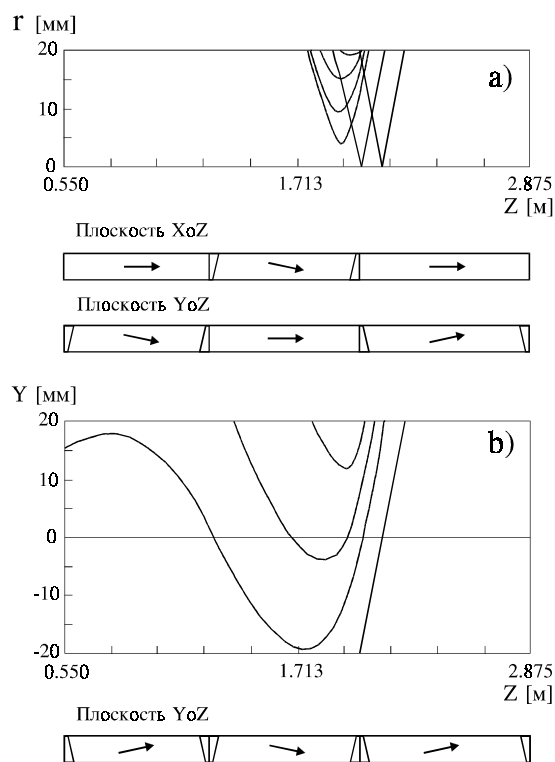 r [мм]
20
10
0
a)
0.550
1.713
2.875
Z [м]
Плоскость XoZ
Плоскость YoZ
Y [мм]
20
10
0
-10
-20
b)
0.550
1.713
2.875
Z [м]
Плоскость YoZ